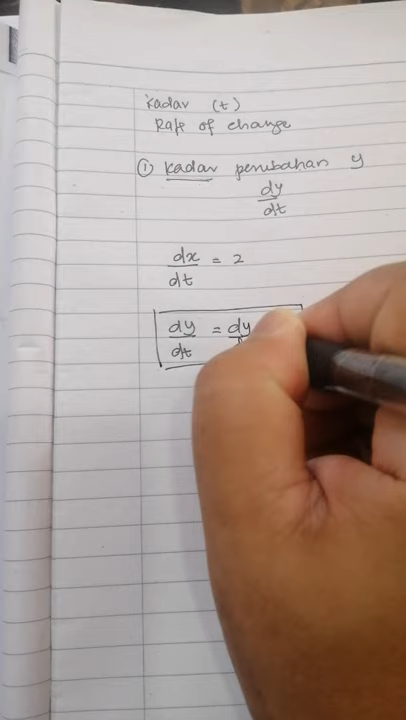 Kadar (t)
Rate of change
① Kadar perubahan y
dy
dt
dx = 2
dt
dy = dy
dt